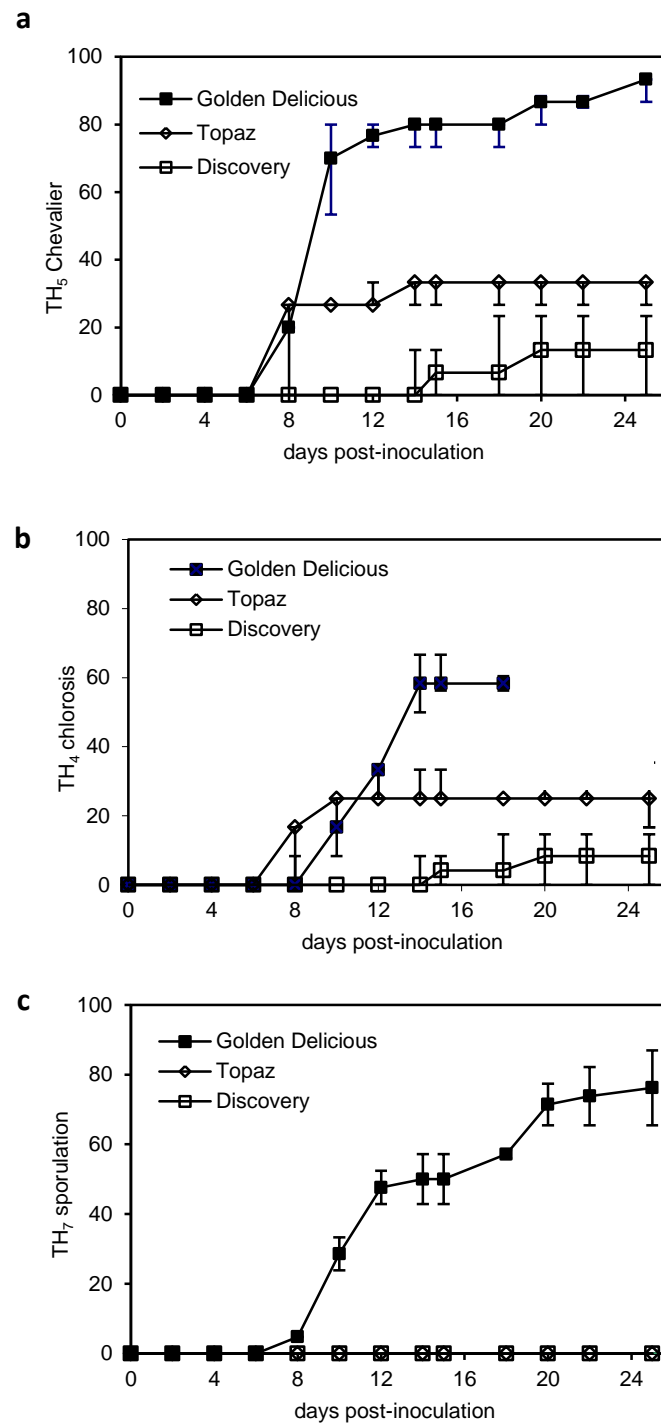 a
100
80
60
40
20
0
TH₅ Chevalier
Golden Delicious
Topaz
Discovery
0 4 8 12 16 20 24
days post-inoculation
b
100
80
60
40
20
0
TH₄ chlorosis
Golden Delicious
Topaz
Discovery
0 4 8 12 16 20 24
days post-inoculation
c
100
80
60
40
20
0
TH₇ sporulation
Golden Delicious
Topaz
Discovery
0 4 8 12 16 20 24
days post-inoculation